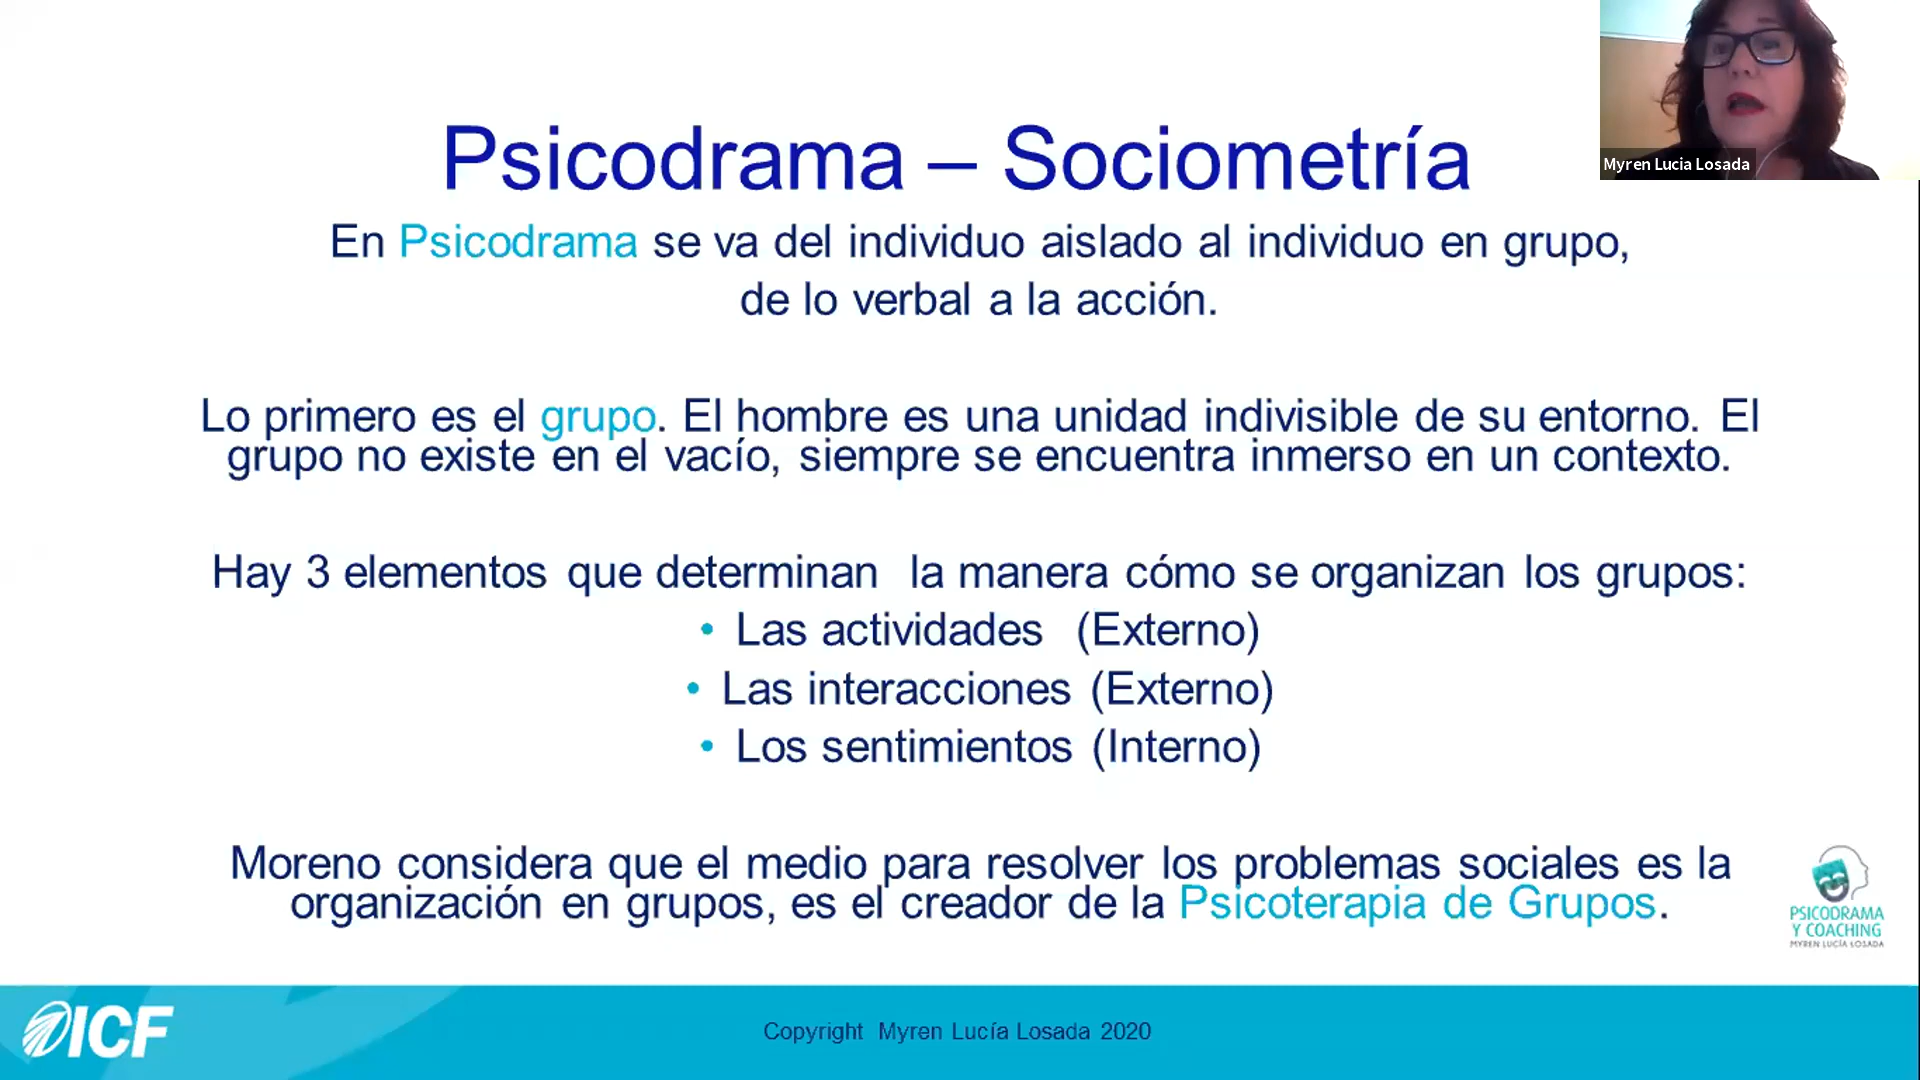 Myren Lucia Losada
Psicodrama – Sociometría
En Psicodrama se va del individuo aislado al individuo en grupo,
de lo verbal a la acción.
Lo primero es el grupo. El hombre es una unidad indivisible de su entorno. El
grupo no existe en el vacío, siempre se encuentra inmerso en un contexto.
Hay 3 elementos que determinan la manera cómo se organizan los grupos:
• Las actividades (Externo)
• Las interacciones (Externo)
• Los sentimientos (Interno)
Moreno considera que el medio para resolver los problemas sociales es la
organización en grupos, es el creador de la Psicoterapia de Grupos.
PSICODRAMA
Y COACHING
MYREN LUCÍA LOSADA
ICF
Copyright Myren Lucía Losada 2020